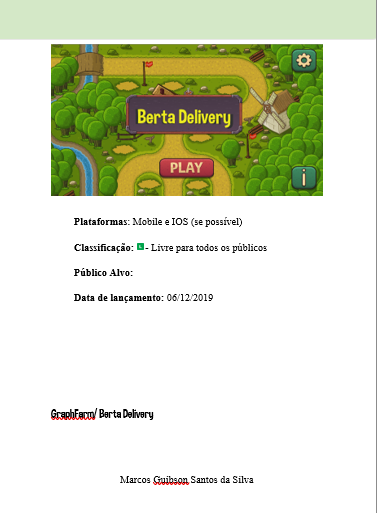 Berta Delivery
PLAY
i
Plataformas: Mobile e IOS (se possível)
Classificação: L - Livre para todos os públicos
Público Alvo:
Data de lançamento: 06/12/2019
GraphFarm/ Berta Delivery
Marcos Guibson Santos da Silva